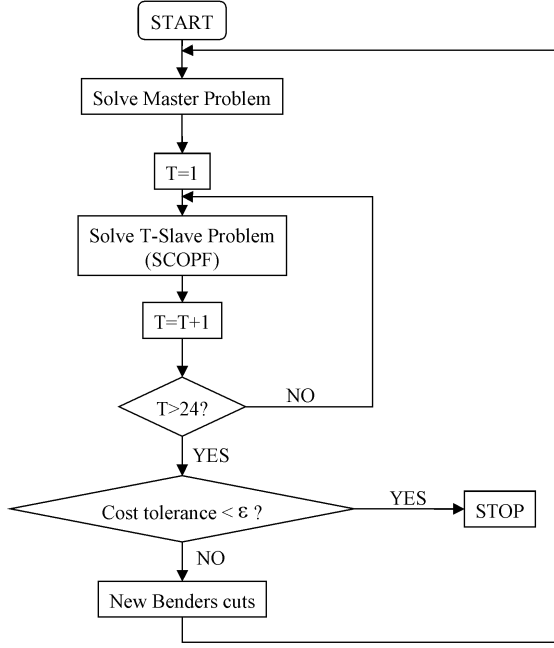 START
Solve Master Problem
T=1
Solve T-Slave Problem
(SCOPF)
T=T+1
T>24?
NO
YES
Cost tolerance < ε ?
YES
STOP
NO
New Benders cuts